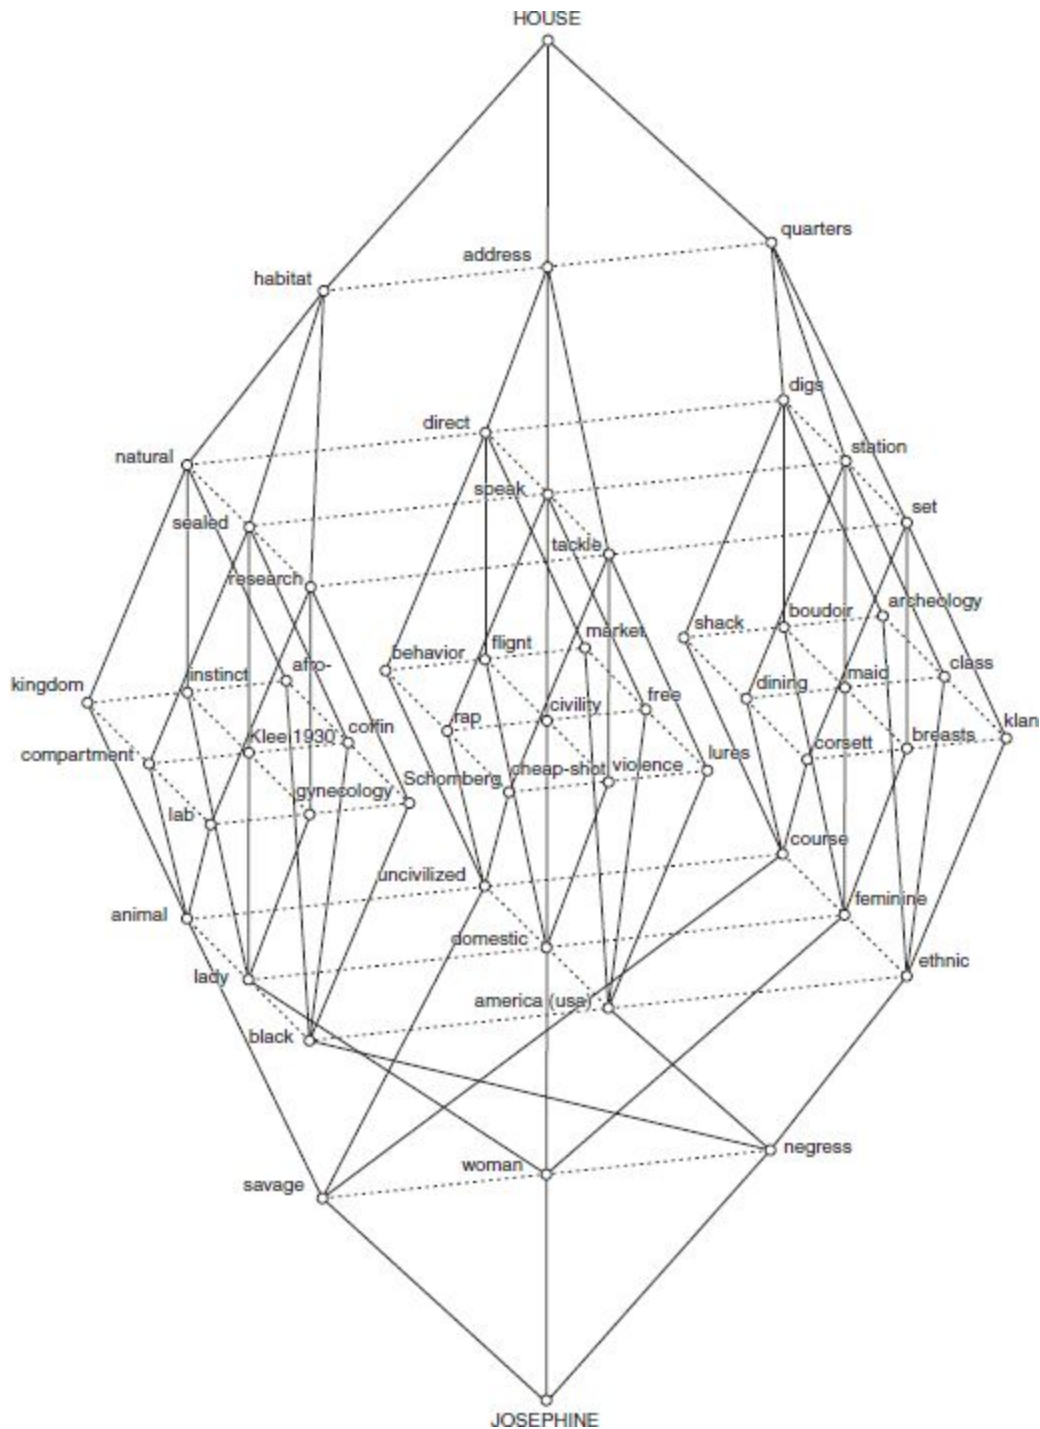 HOUSE
quarters
address
habitat
digs
direct
station
natural
speak
set
sealed
tackle
research
archeology
boudoir
shack
market
flignt
behavior
afro-
class
instinct
maid
kingdom
dining
free
civility
rap
coffin
klan
Klee 1930
breasts
corsett
compartment
lures
violence
cheap-shot
Schomberg
gynecology
lab
course
uncivilized
feminine
animal
domestic
ethnic
lady
america (usa)
black
negress
woman
savage
JOSEPHINE